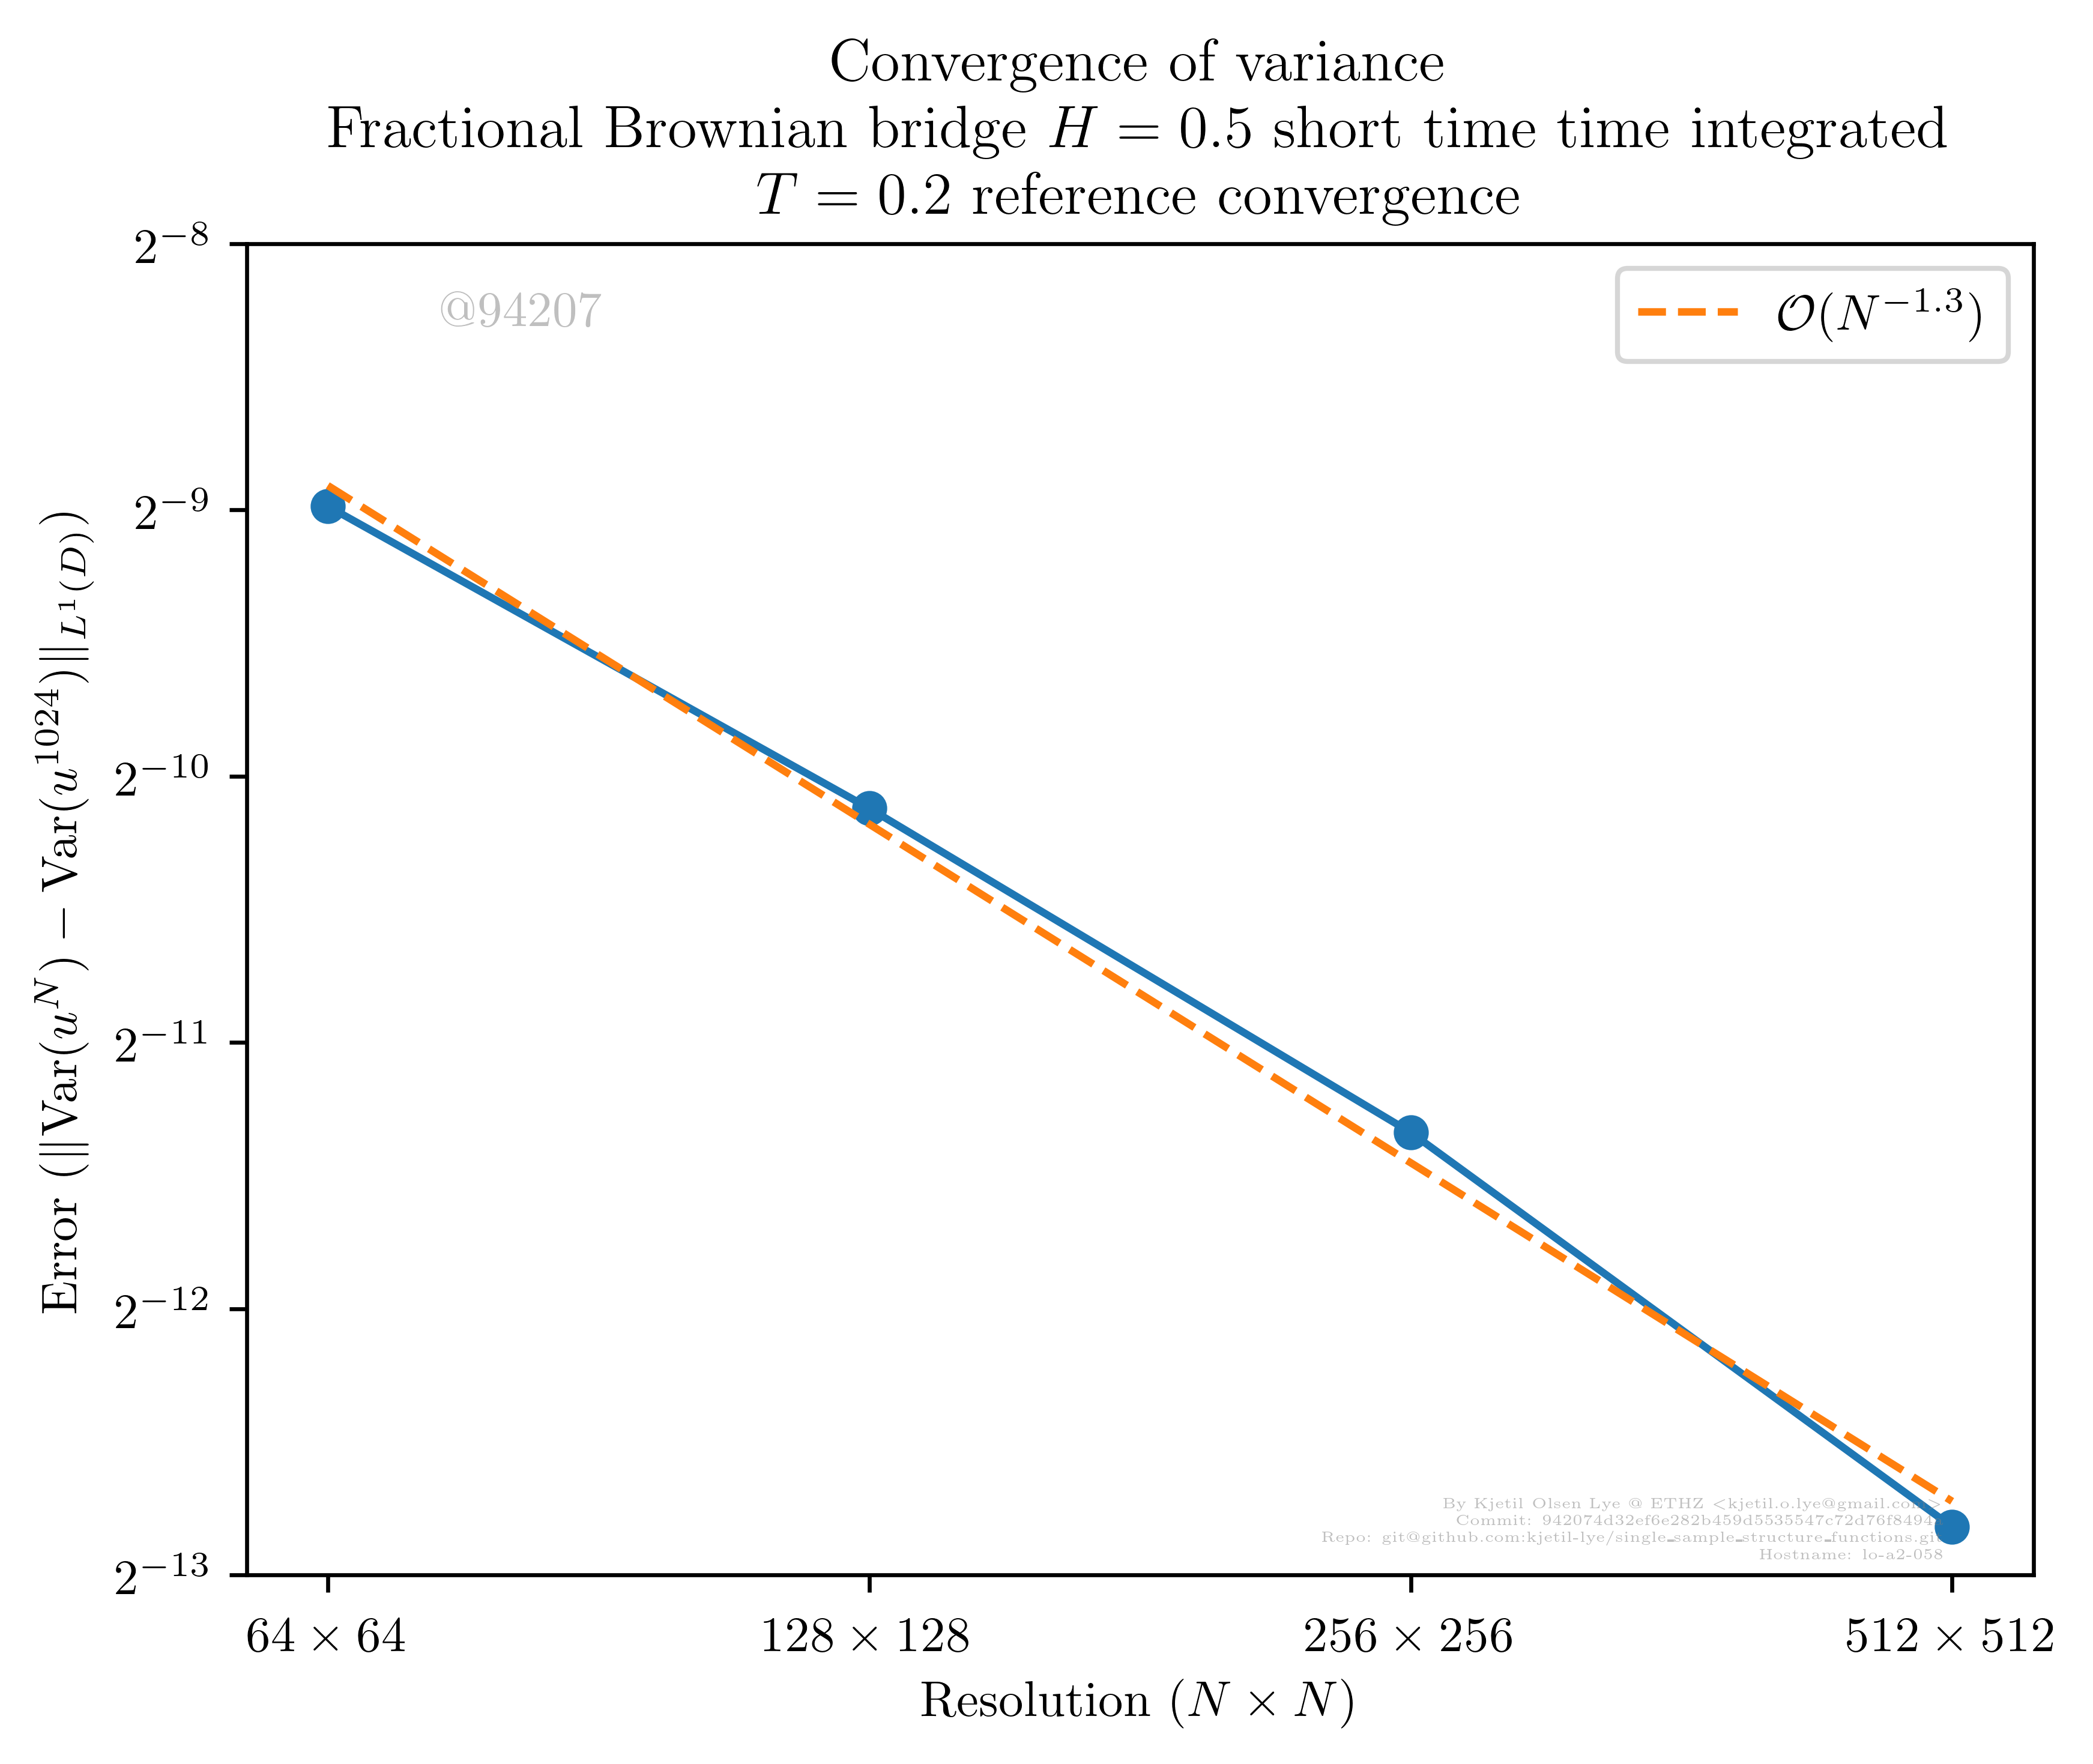 Convergence of variance
Fractional Brownian bridge H = 0.5 short time time integrated
T = 0.2 reference convergence
2^{-8}
@94207
O(N^{-1.3})
2^{-9}
2^{-10}
2^{-11}
2^{-12}
2^{-13}
Error (‖Var(u^N) − Var(u^{1024})‖_{L^1(D)})
By Kjetil Olsen Lye @ ETHZ <kjetil.o.lye@gmail.com>
Commit:
Repo: git@github.com:kjetil-lye/single_sample_structure_functions.git
Hostname: lo-a2-058
64 × 64
128 × 128
256 × 256
512 × 512
Resolution (N × N)